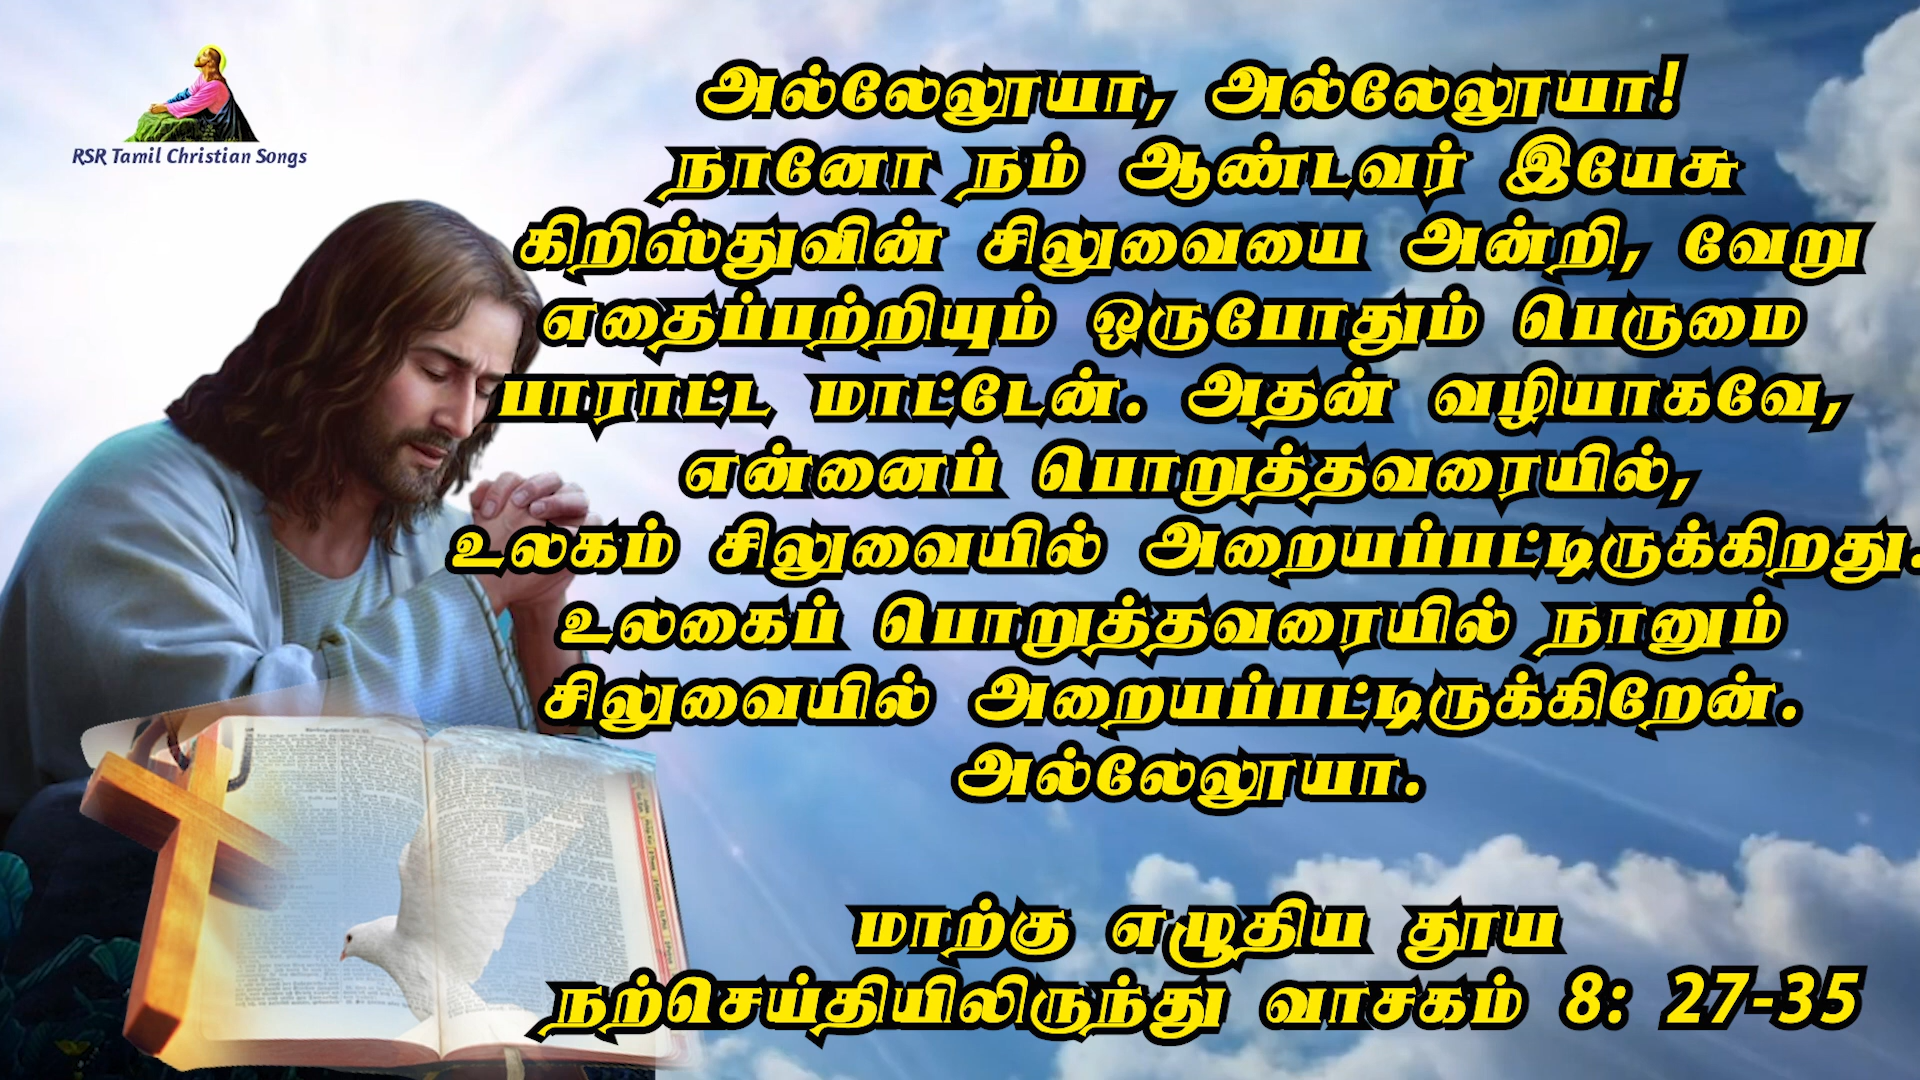 RSR Tamil Christian Songs
அல்லேலூயா, அல்லேலூயா!
நானோ நம் ஆண்டவர் இயேசு
கிறிஸ்துவின் சிலுவையை அன்றி, வேறு
எதைப்பற்றியும் ஒருபோதும் பெருமை
பாராட்ட மாட்டேன். அதன் வழியாகவே,
என்னைப் பொறுத்தவரையில்,
உலகம் சிலுவையில் அறையப்பட்டிருக்கிறது.
உலகைப் பொறுத்தவரையில் நானும்
சிலுவையில் அறையப்பட்டிருக்கிறேன்.
அல்லேலூயா.
மாற்கு எழுதிய தூய
நற்செய்தியிலிருந்து வாசகம் 8: 27-35